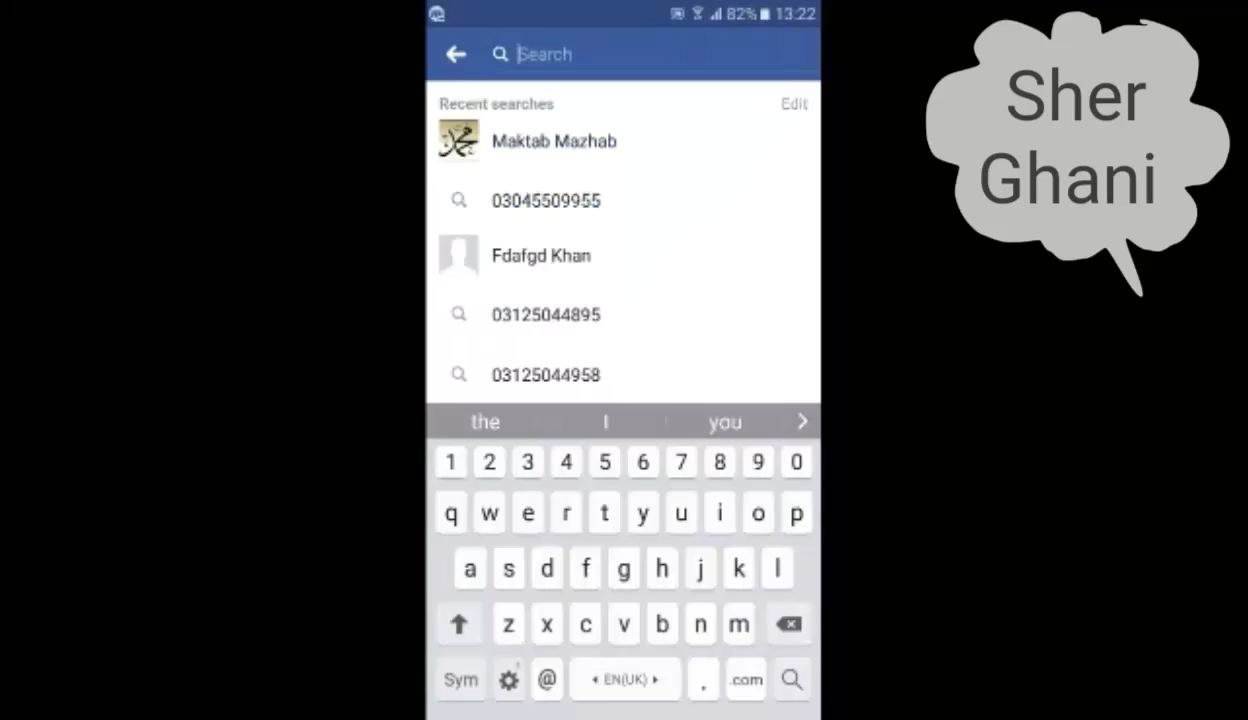 82% 13:22
Search
Recent searches Edit
Maktab Mazhab
03045509955
Fdafgd Khan
03125044895
03125044958
the I you
1 2 3 4 5 6 7 8 9 0
q w e r t y u i o p
a s d f g h j k l
z x c v b n m
Sym @ EN(UK) . .com
Sher
Ghani